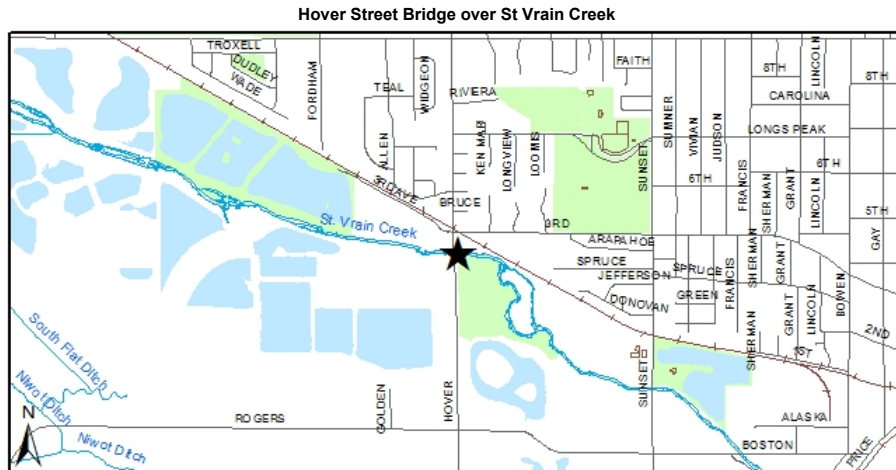 Hover Street Bridge over St Vrain Creek
TROXELL
DUDLEY
WADE
FORDHAM
TEAL
WIDGEON
ALLEN
RIVERA
FAITH
8TH
LINCOLN
8TH
CAROLINA
SUMNER
VIVIAN
JUDSON
LONGS PEAK
KEN MAR
LONGVIEW
LOOMIS
SUNSET
6TH
6TH
FRANCIS
SHERMAN
GRANT
LINCOLN
3RD AVE
BRUCE
3RD
5TH
GAY
St. Vrain Creek
ARAPAHOE
SPRUCE
JEFFERSON
SPRUCE
GREEN
DONOVAN
FRANCIS
SHERMAN
GRANT
LINCOLN
BOWEN
2ND
SHERMAN
GRANT
1ST
South Flat Ditch
Niwot Ditch
N
Niwot Ditch
ROGERS
GOLDEN
HOVER
SUNSET
ALASKA
BOSTON
PRICE